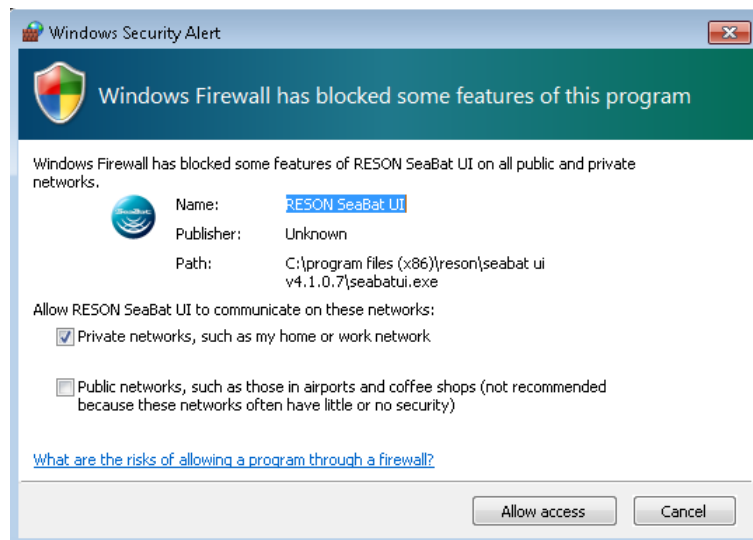 Windows Security Alert
Windows Firewall has blocked some features of this program
Windows Firewall has blocked some features of RESON SeaBat UI on all public and private
networks.
SeaBat
Name: RESON SeaBat UI
Publisher: Unknown
Path: C:\program files (x86)\reson\seabat ui
v4.1.0.7\seabatui.exe
Allow RESON SeaBat UI to communicate on these networks:
Private networks, such as my home or work network
Public networks, such as those in airports and coffee shops (not recommended
because these networks often have little or no security)
What are the risks of allowing a program through a firewall?
Allow access Cancel